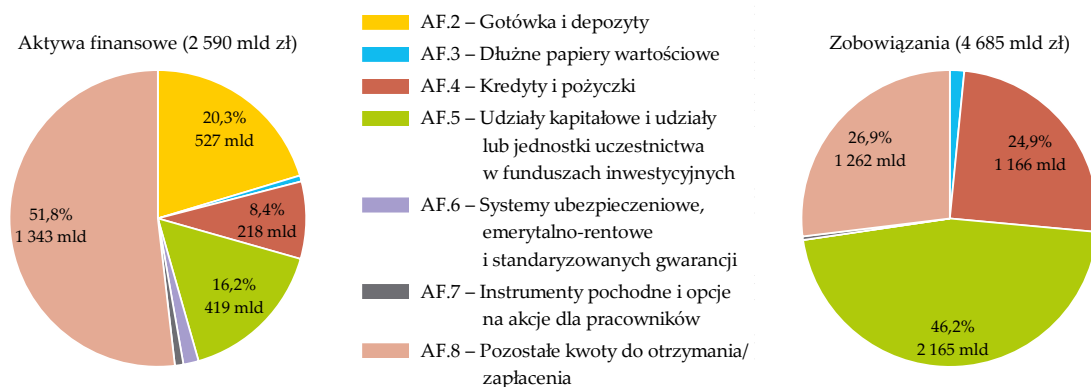 Aktywa finansowe (2 590 mld zł)
20,3%
527 mld
8,4%
218 mld
16,2%
419 mld
51,8%
1 343 mld
AF.2 – Gotówka i depozyty
AF.3 – Dłużne papiery wartościowe
AF.4 – Kredyty i pożyczki
AF.5 – Udziały kapitałowe i udziały
lub jednostki uczestnictwa
w funduszach inwestycyjnych
AF.6 – Systemy ubezpieczeniowe,
emerytalno-rentowe
i standaryzowanych gwarancji
AF.7 – Instrumenty pochodne i opcje
na akcje dla pracowników
AF.8 – Pozostałe kwoty do otrzymania/
zapłacenia
Zobowiązania (4 685 mld zł)
26,9%
1 262 mld
24,9%
1 166 mld
46,2%
2 165 mld